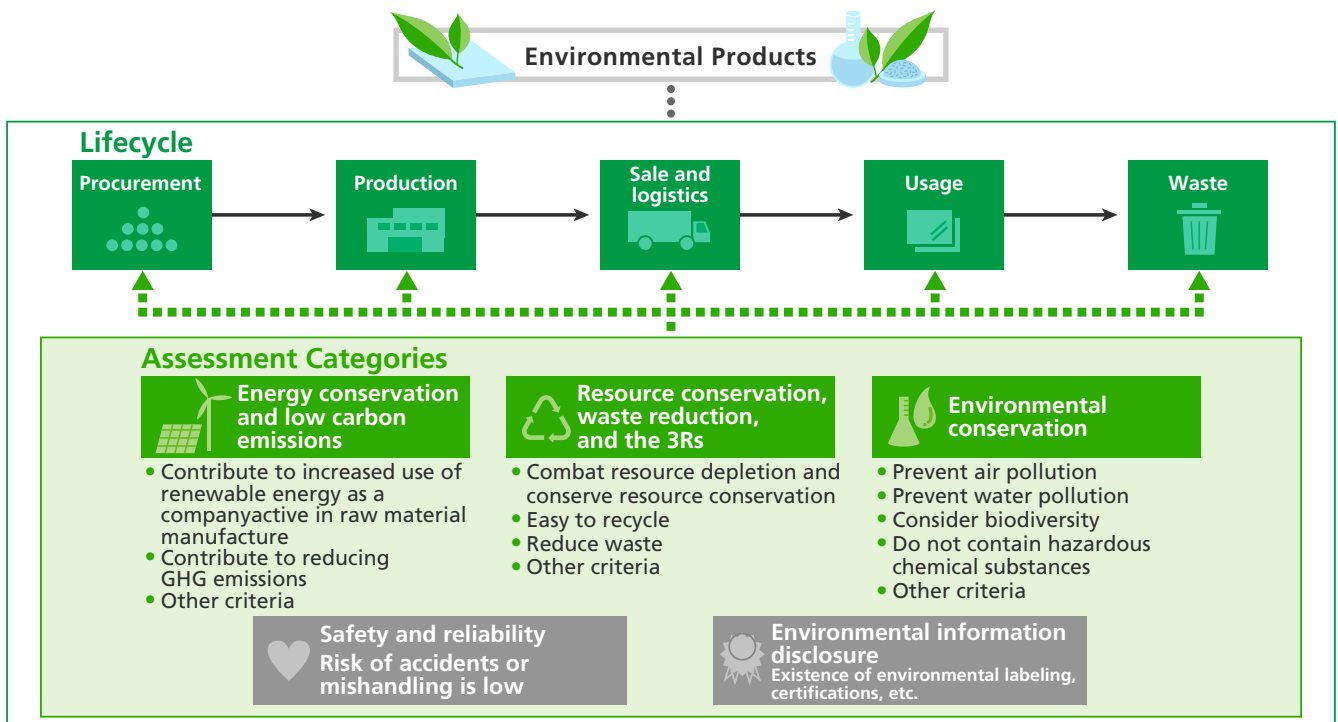 Environmental Products
Lifecycle
Procurement
Production
Sale and
logistics
Usage
Waste
Assessment Categories
Energy conservation
and low carbon
emissions
• Contribute to increased use of
renewable energy as a
companyactive in raw material
manufacture
• Contribute to reducing
GHG emissions
• Other criteria
Resource conservation,
waste reduction,
and the 3Rs
• Combat resource depletion and
conserve resource conservation
• Easy to recycle
• Reduce waste
• Other criteria
Environmental
conservation
• Prevent air pollution
• Prevent water pollution
• Consider biodiversity
• Do not contain hazardous
chemical substances
• Other criteria
Safety and reliability
Risk of accidents or
mishandling is low
Environmental information
disclosure
Existence of environmental labeling,
certifications, etc.